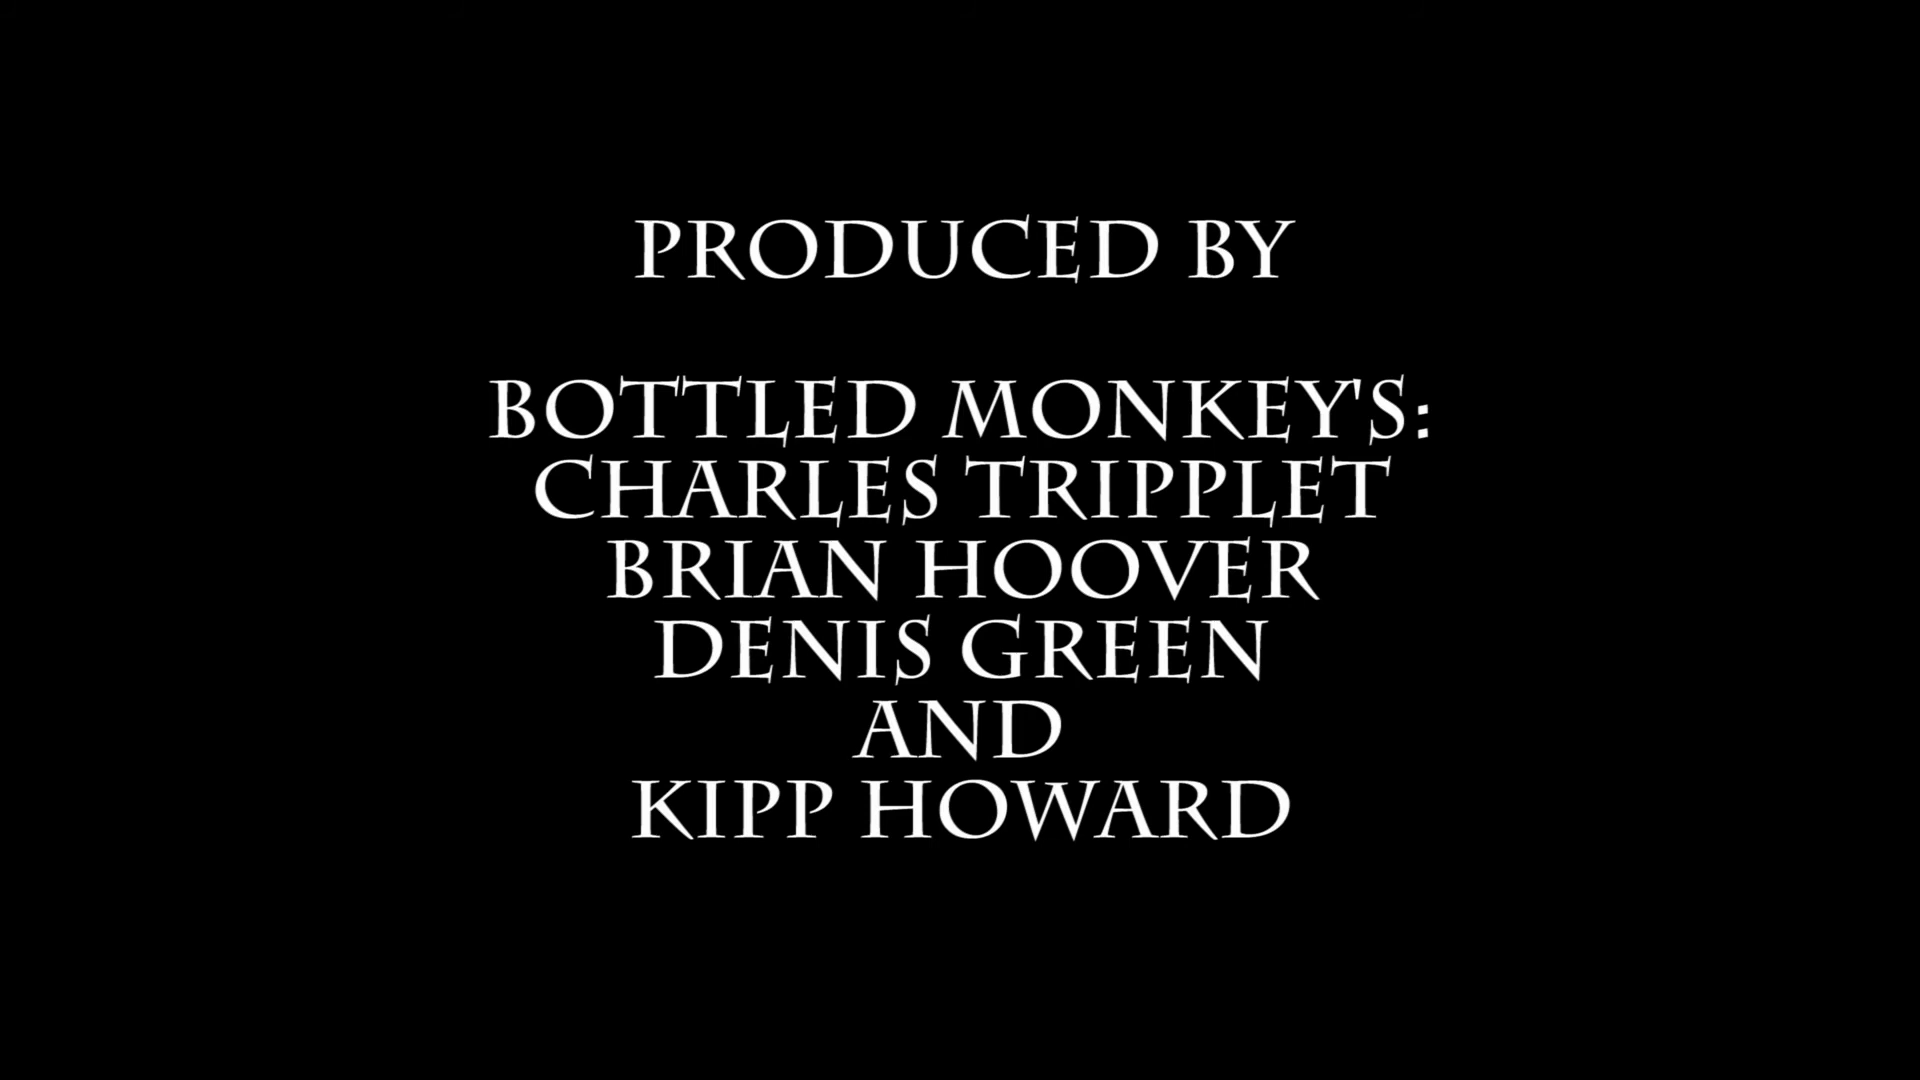 PRODUCED BY
BOTTLED MONKEY'S:
CHARLES TRIPPLET
BRIAN HOOVER
DENIS GREEN
AND
KIPP HOWARD